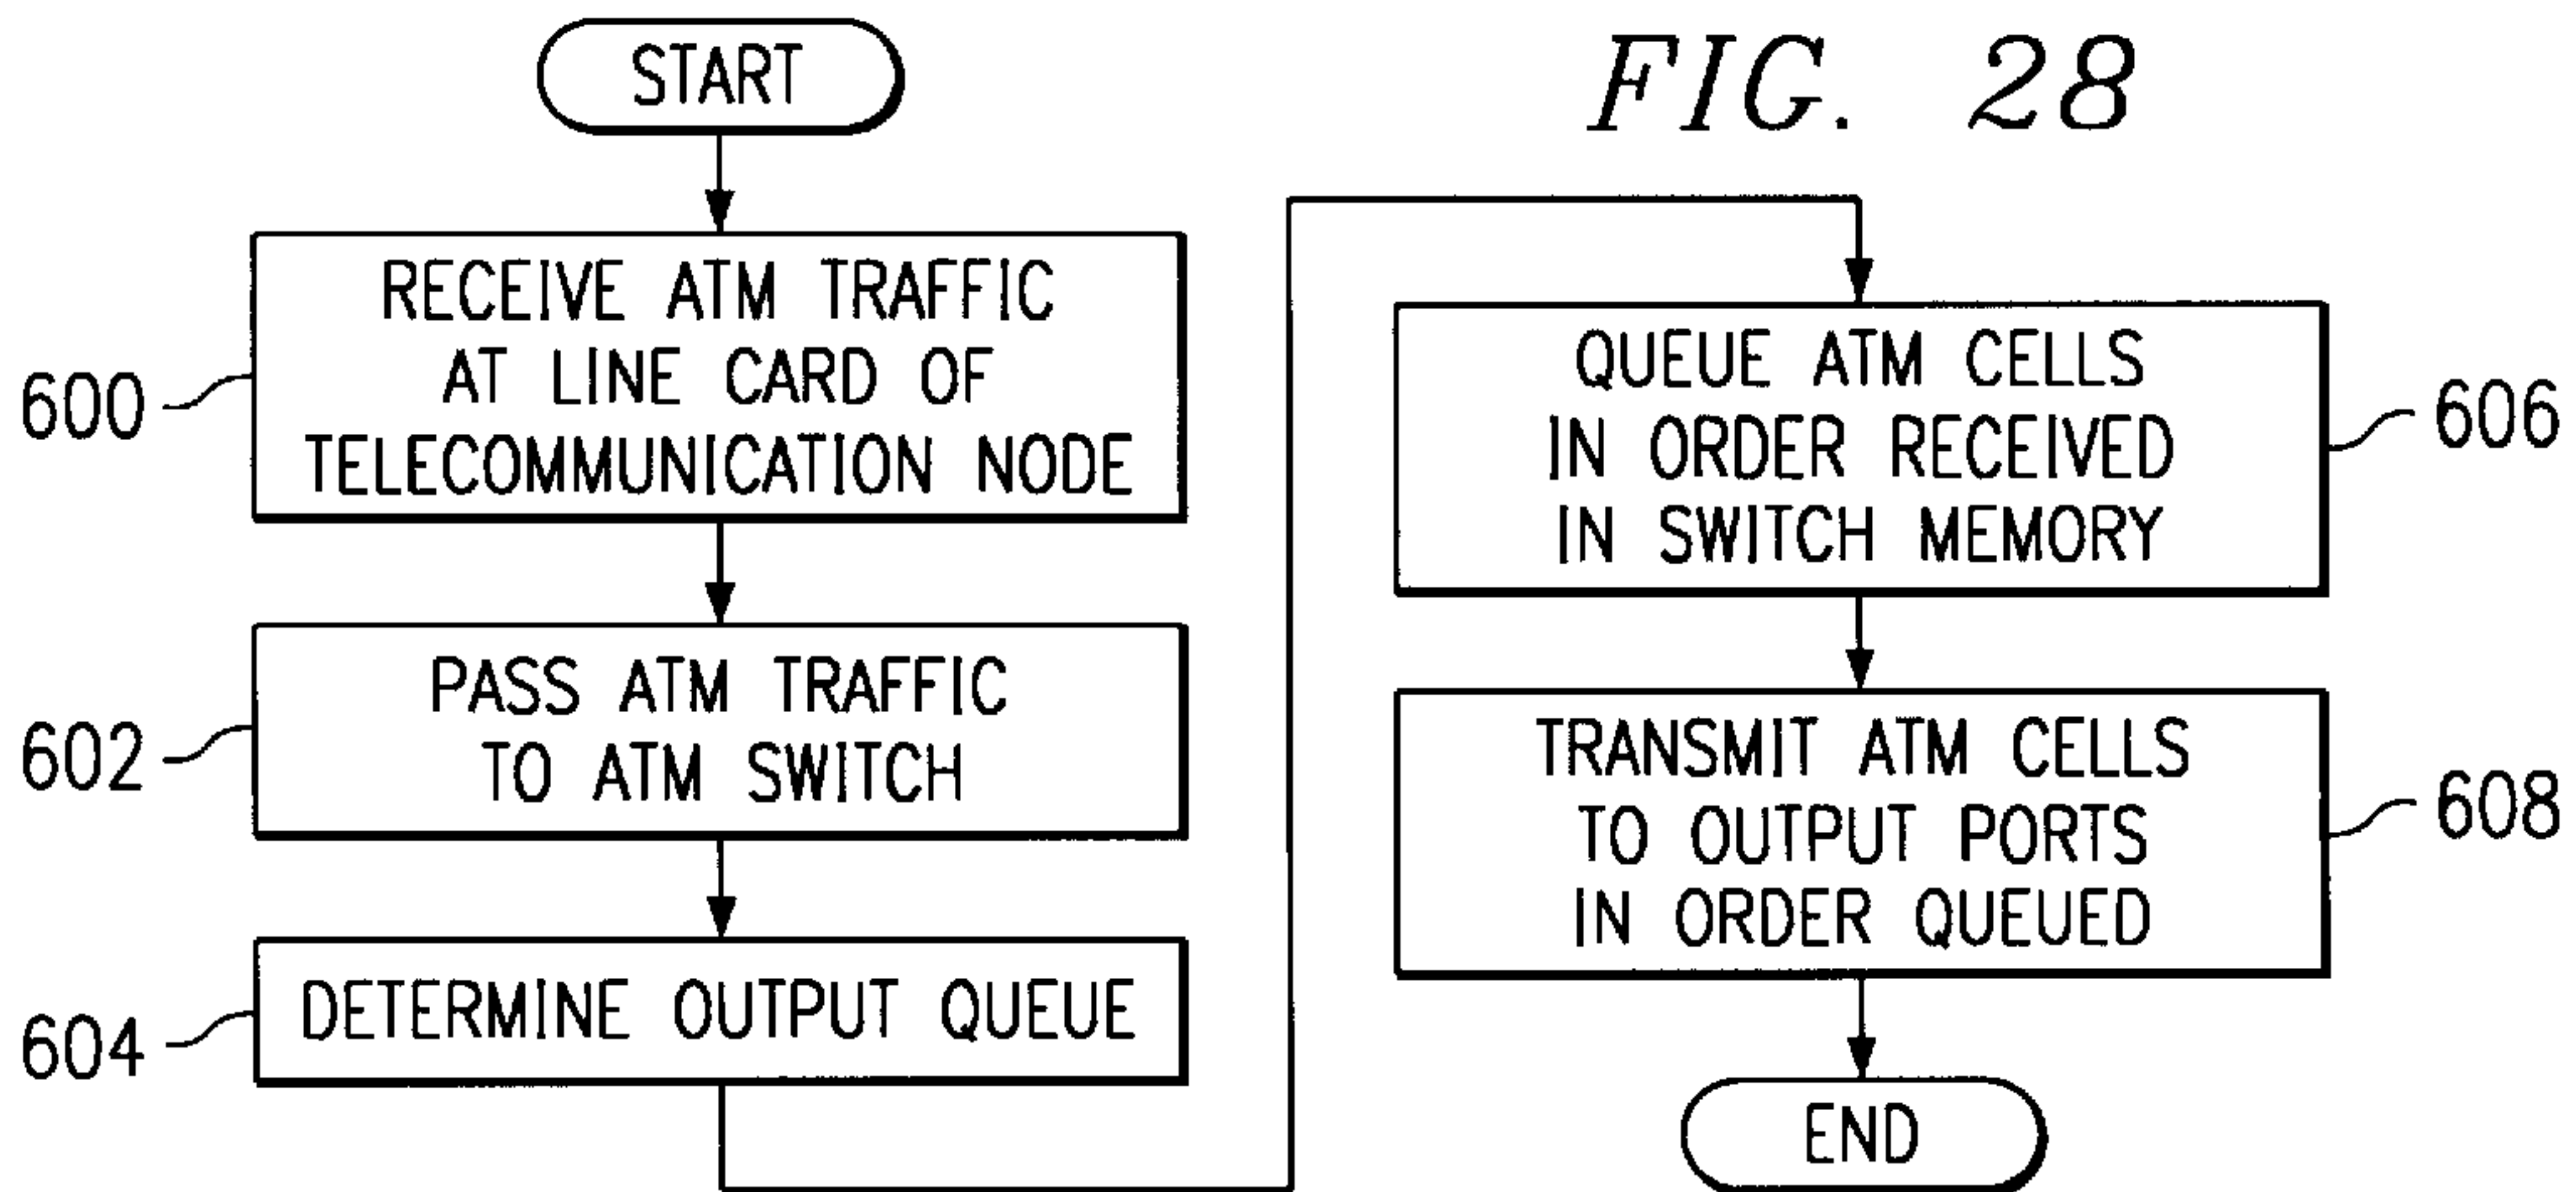 FIG. 28
START
600
RECEIVE ATM TRAFFIC
AT LINE CARD OF
TELECOMMUNICATION NODE
602
PASS ATM TRAFFIC
TO ATM SWITCH
604
DETERMINE OUTPUT QUEUE
606
QUEUE ATM CELLS
IN ORDER RECEIVED
IN SWITCH MEMORY
608
TRANSMIT ATM CELLS
TO OUTPUT PORTS
IN ORDER QUEUED
END